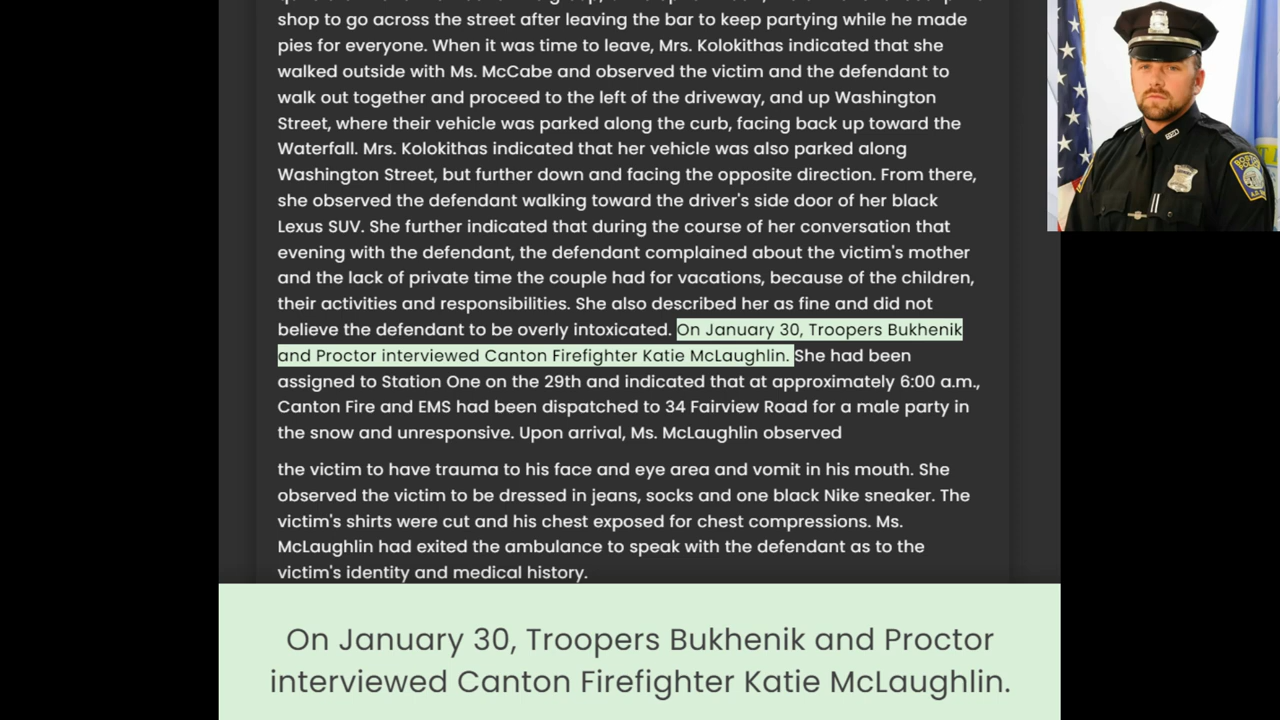 shop to go across the street after leaving the bar to keep partying while he made
pies for everyone. When it was time to leave, Mrs. Kolokithas indicated that she
walked outside with Ms. McCabe and observed the victim and the defendant to
walk out together and proceed to the left of the driveway, and up Washington
Street, where their vehicle was parked along the curb, facing back up toward the
Waterfall. Mrs. Kolokithas indicated that her vehicle was also parked along
Washington Street, but further down and facing the opposite direction. From there,
she observed the defendant walking toward the driver's side door of her black
Lexus SUV. She further indicated that during the course of her conversation that
evening with the defendant, the defendant complained about the victim's mother
and the lack of private time the couple had for vacations, because of the children,
their activities and responsibilities. She also described her as fine and did not
believe the defendant to be overly intoxicated. On January 30, Troopers Bukhenik
and Proctor interviewed Canton Firefighter Katie McLaughlin. She had been
assigned to Station One on the 29th and indicated that at approximately 6:00 a.m.,
Canton Fire and EMS had been dispatched to 34 Fairview Road for a male party in
the snow and unresponsive. Upon arrival, Ms. McLaughlin observed
the victim to have trauma to his face and eye area and vomit in his mouth. She
observed the victim to be dressed in jeans, socks and one black Nike sneaker. The
victim's shirts were cut and his chest exposed for chest compressions. Ms.
McLaughlin had exited the ambulance to speak with the defendant as to the
victim's identity and medical history.
On January 30, Troopers Bukhenik and Proctor
interviewed Canton Firefighter Katie McLaughlin.